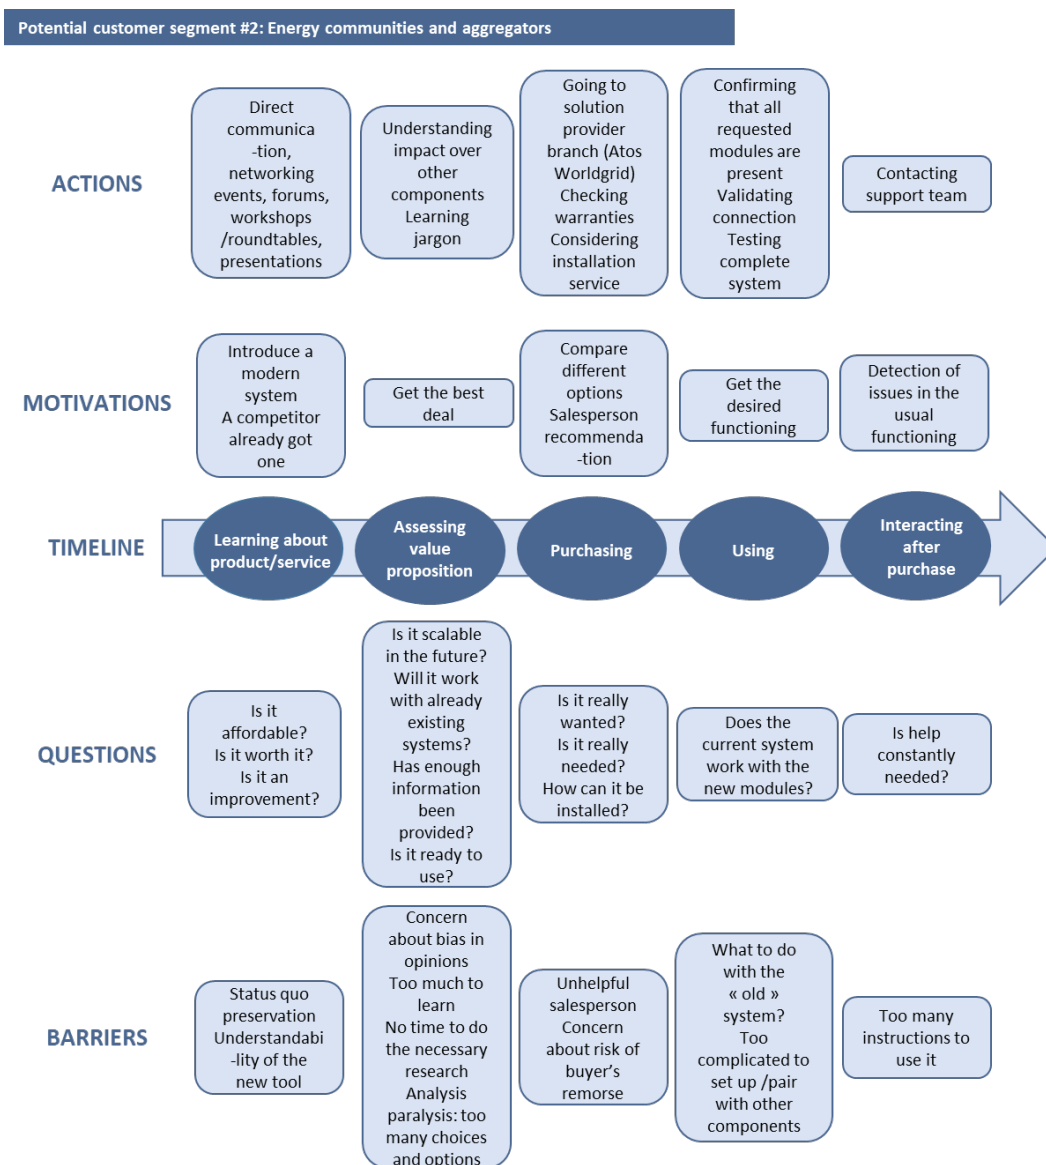 Potential customer segment #2: Energy communities and aggregators
ACTIONS
Direct
communica
-tion,
networking
events, forums,
workshops
/roundtables,
presentations
Understanding
impact over
other
components
Learning
jargon
Going to
solution
provider
branch (Atos
Worldgrid)
Checking
warranties
Considering
installation
service
Confirming
that all
requested
modules are
present
Validating
connection
Testing
complete
system
Contacting
support team
MOTIVATIONS
Introduce a
modern
system
A competitor
already got
one
Get the best
deal
Compare
different
options
Salesperson
recommenda
-tion
Get the
desired
functioning
Detection of
issues in the
usual
functioning
TIMELINE
Learning about
product/service
Assessing
value
proposition
Purchasing
Using
Interacting
after
purchase
QUESTIONS
Is it
affordable?
Is it worth it?
Is it an
improvement?
Is it scalable
in the future?
Will it work
with already
existing
systems?
Has enough
information
been
provided?
Is it ready to
use?
Is it really
wanted?
Is it really
needed?
How can it be
installed?
Does the
current system
work with the
new modules?
Is help
constantly
needed?
BARRIERS
Status quo
preservation
Understandabi
-lity of the
new tool
Concern
about bias in
opinions
Too much to
learn
No time to do
the necessary
research
Analysis
paralysis: too
many choices
and options
Unhelpful
salesperson
Concern
about risk of
buyer's
remorse
What to do
with the
« old »
system?
Too
complicated to
set up /pair
with other
components
Too many
instructions to
use it